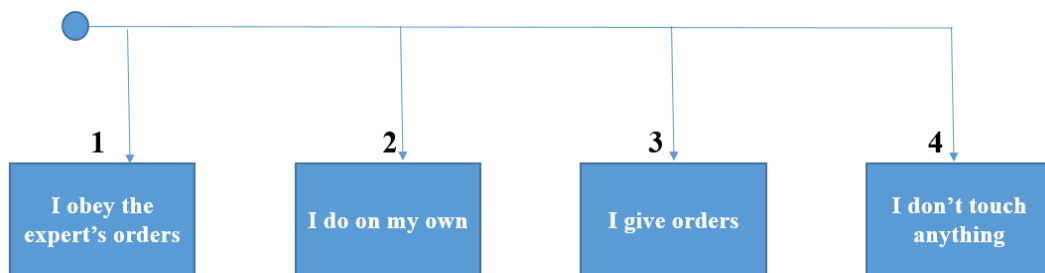 1
2
3
4
I obey the
expert's orders
I do on my own
I give orders
I don't touch
anything